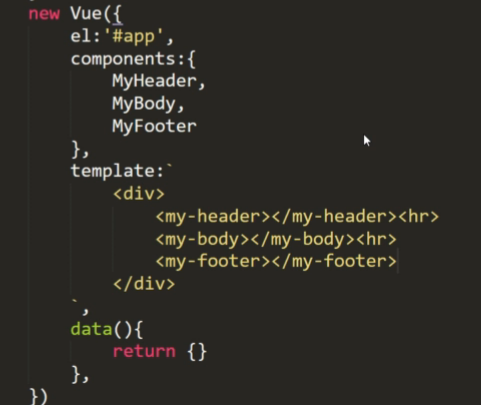 new Vue({
el:'#app',
components:{
MyHeader,
MyBody,
MyFooter
},
template:`
<div>
<my-header></my-header><hr>
<my-body></my-body><hr>
<my-footer></my-footer>
</div>
`,
data(){
return {}
},
})